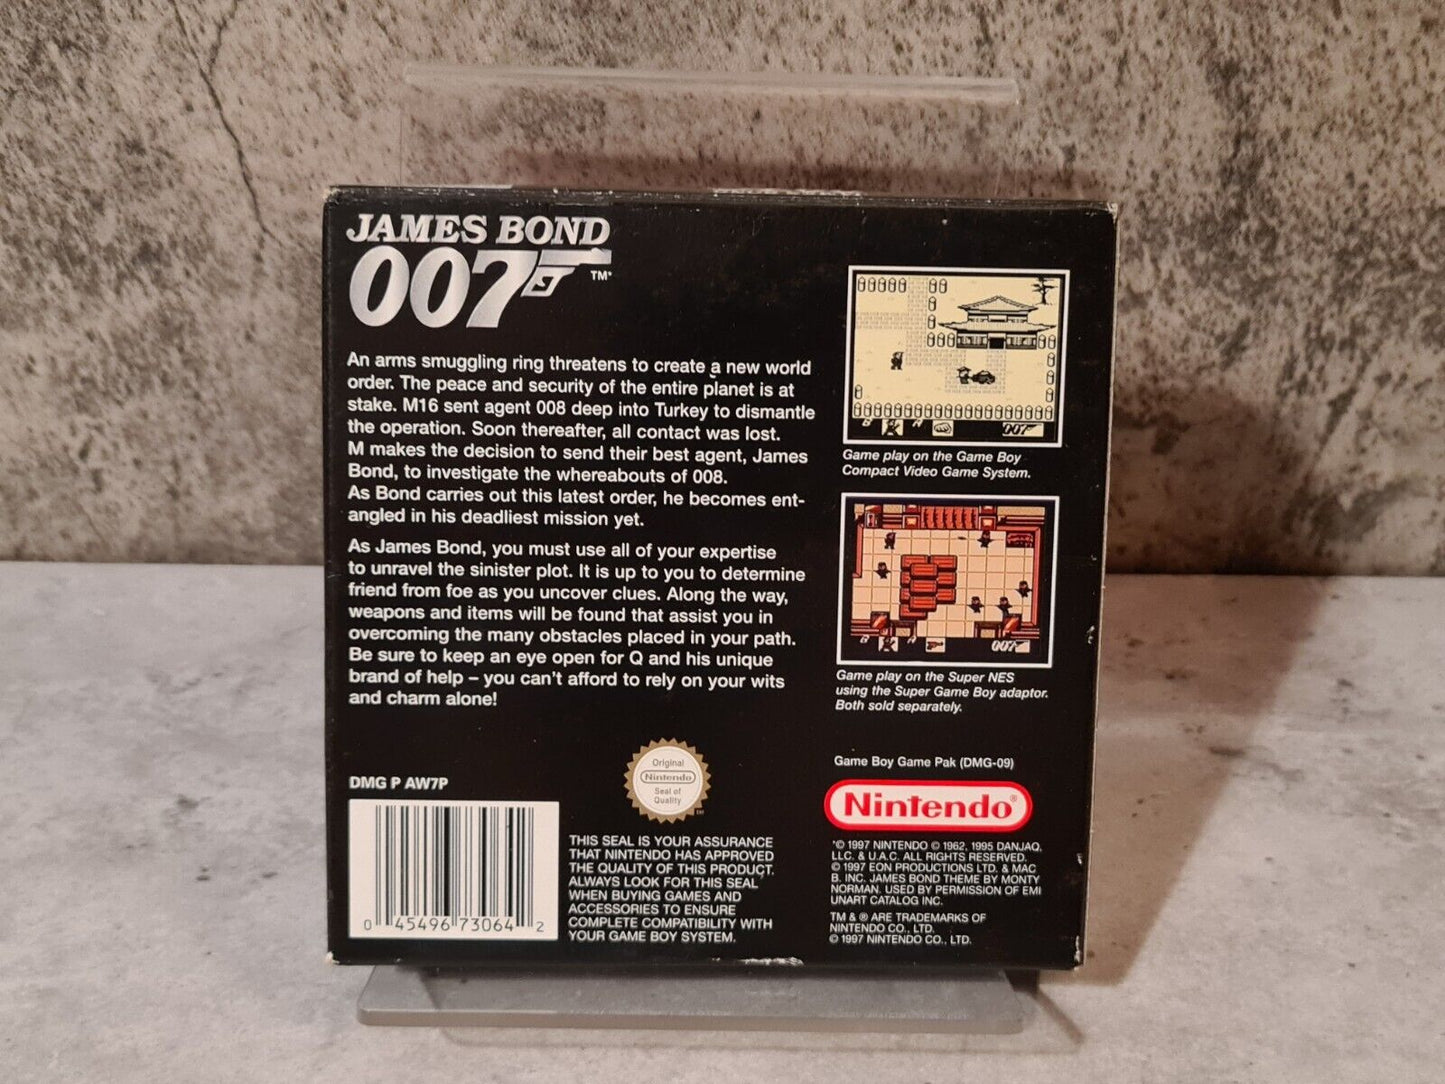 JAMES BOND
007 TM*
An arms smuggling ring threatens to create a new world
order. The peace and security of the entire planet is at
stake. M16 sent agent 008 deep into Turkey to dismantle
the operation. Soon thereafter, all contact was lost.
M makes the decision to send their best agent, James
Bond, to investigate the whereabouts of 008.
As Bond carries out this latest order, he becomes ent-
angled in his deadliest mission yet.
As James Bond, you must use all of your expertise
to unravel the sinister plot. It is up to you to determine
friend from foe as you uncover clues. Along the way,
weapons and items will be found that assist you in
overcoming the many obstacles placed in your path.
Be sure to keep an eye open for Q and his unique
brand of help – you can't afford to rely on your wits
and charm alone!
B A 007
Game play on the Game Boy
Compact Video Game System.
B A 007
Game play on the Super NES
using the Super Game Boy adaptor.
Both sold separately.
DMG P AW7P
0 45496 73064 2
Original
Nintendo
Seal of
Quality
THIS SEAL IS YOUR ASSURANCE
THAT NINTENDO HAS APPROVED
THE QUALITY OF THIS PRODUCT.
ALWAYS LOOK FOR THIS SEAL
WHEN BUYING GAMES AND
ACCESSORIES TO ENSURE
COMPLETE COMPATIBILITY WITH
YOUR GAME BOY SYSTEM.
Game Boy Game Pak (DMG-09)
Nintendo®
*© 1997 NINTENDO © 1962, 1995 DANJAQ,
LLC. & U.A.C. ALL RIGHTS RESERVED.
© 1997 EON PRODUCTIONS LTD. & MAC
B. INC. JAMES BOND THEME BY MONTY
NORMAN. USED BY PERMISSION OF EMI
UNART CATALOG INC.
TM & ® ARE TRADEMARKS OF
NINTENDO CO., LTD.
© 1997 NINTENDO CO., LTD.